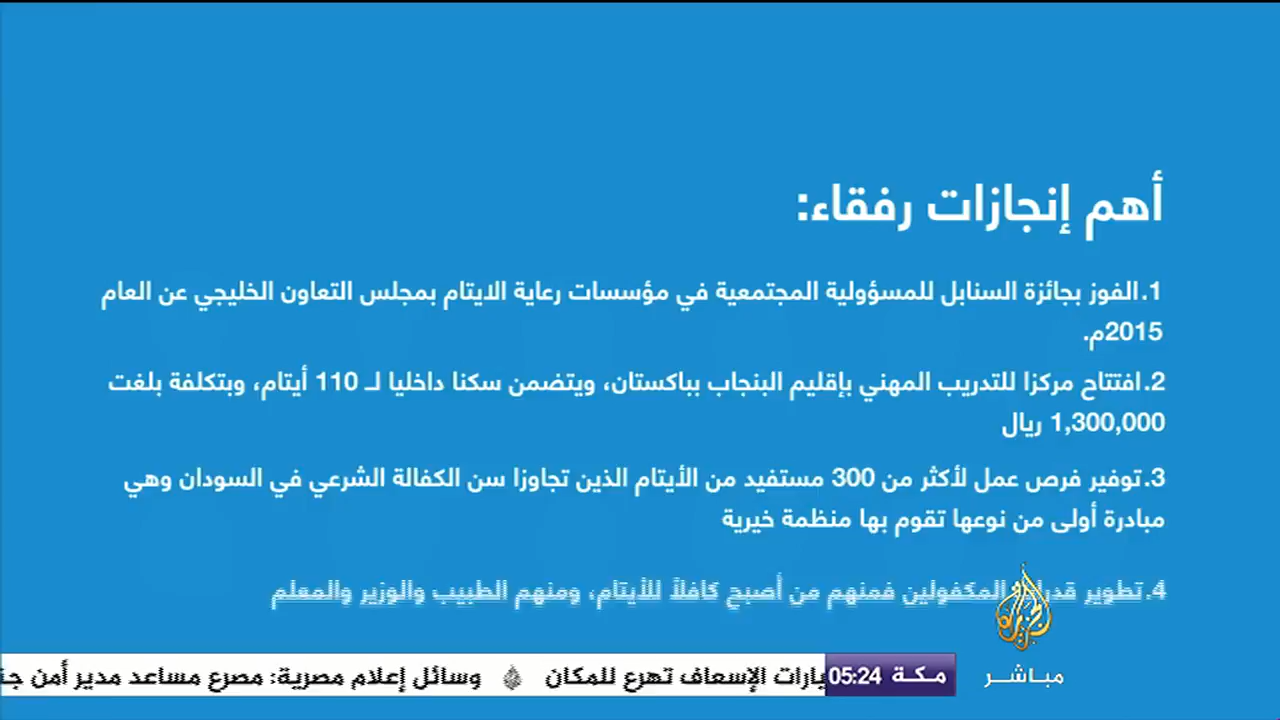 أهم إنجازات رفقاء:
1. الفوز بجائزة السنابل للمسؤولية المجتمعية في مؤسسات رعاية الايتام بمجلس التعاون الخليجي عن العام
2015م.
2. افتتاح مركزا للتدريب المهني بإقليم البنجاب بباكستان، ويتضمن سكنا داخليا لـ 110 أيتام، وبتكلفة بلغت
1,300,000 ريال
3. توفير فرص عمل لأكثر من 300 مستفيد من الأيتام الذين تجاوزا سن الكفالة الشرعي في السودان وهي
مبادرة أولى من نوعها تقوم بها منظمة خيرية
4. تطوير المكفولين فمنهم من أصبح كافلاً للأيتام، ومنهم الطبيب والوزير والمعلم
الجزيرة
مباشر
مكة 05:24
الإسعاف تهرع للمكان وسائل إعلام مصرية: مصرع مساعد مدير أمن